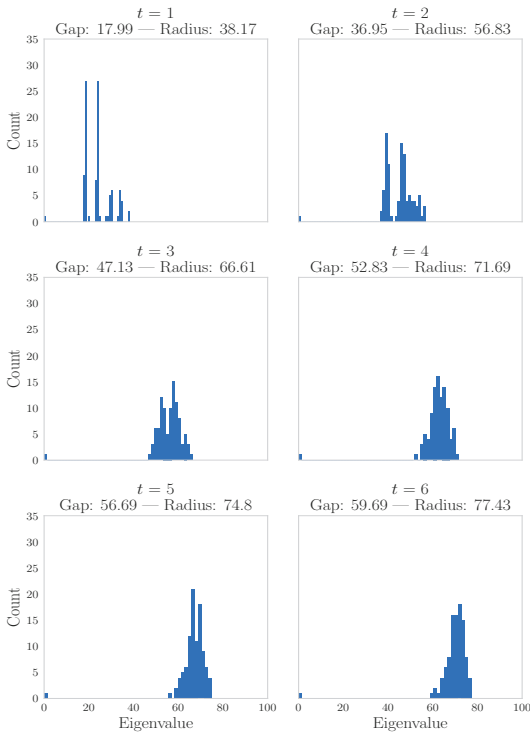 t = 1
Gap: 17.99 — Radius: 38.17
t = 2
Gap: 36.95 — Radius: 56.83
35
30
25
20
15
10
5
0
Count
t = 3
Gap: 47.13 — Radius: 66.61
t = 4
Gap: 52.83 — Radius: 71.69
35
30
25
20
15
10
5
0
Count
t = 5
Gap: 56.69 — Radius: 74.8
t = 6
Gap: 59.69 — Radius: 77.43
35
30
25
20
15
10
5
0
Count
0 20 40 60 80 100
Eigenvalue
0 20 40 60 80 100
Eigenvalue